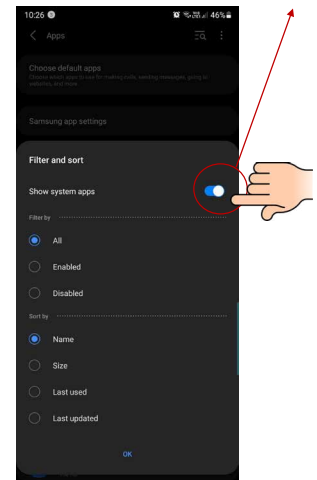 10:26
46%
Apps
Choose default apps
Choose which apps to use for making calls, sending messages, going to
websites, and more.
Samsung app settings
Filter and sort
Show system apps
Filter by
All
Enabled
Disabled
Sort by
Name
Size
Last used
Last updated
OK